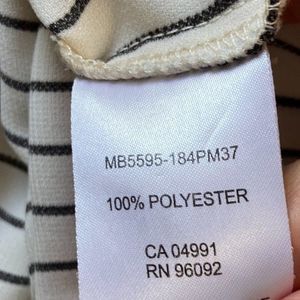 MB5595-184PM37
100% POLYESTER
CA 04991
RN 96092